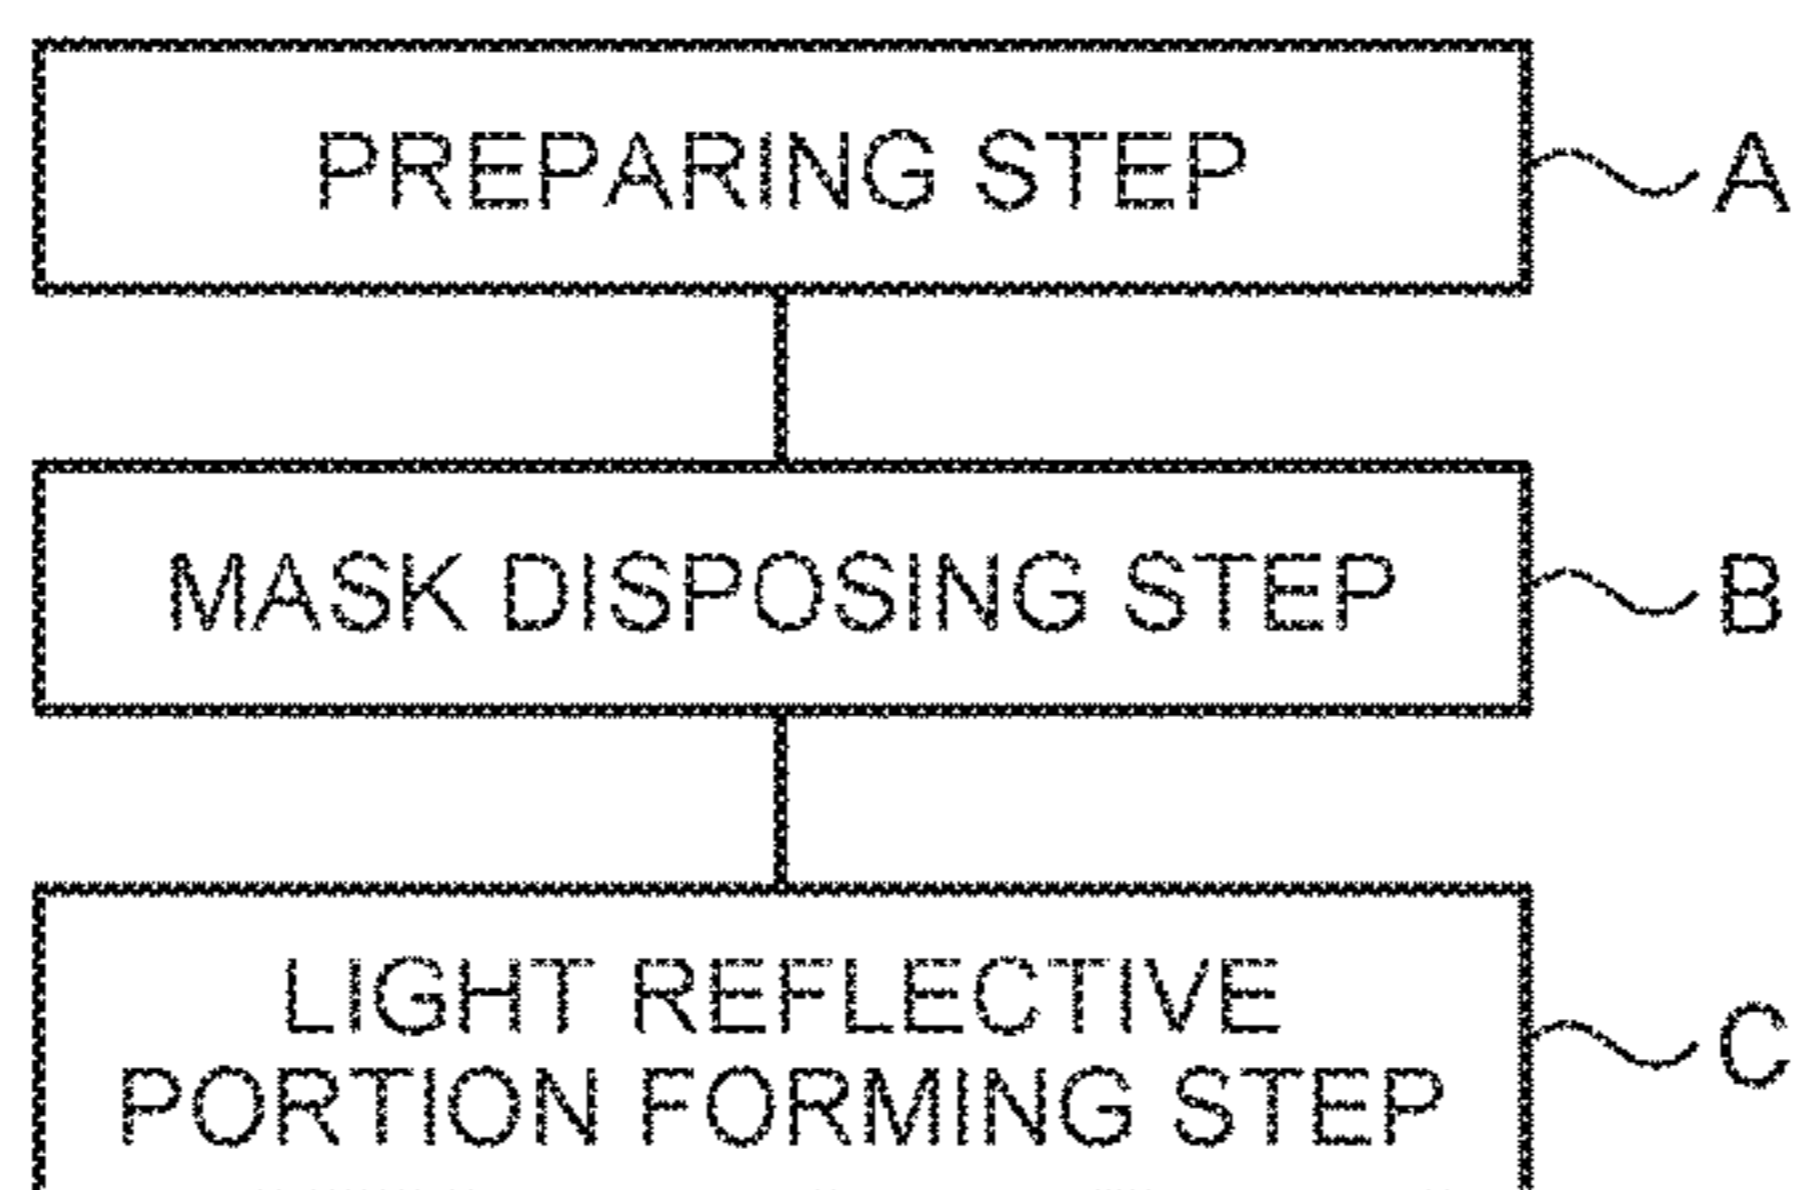 PREPARING STEP
A
MASK DISPOSING STEP
B
LIGHT REFLECTIVE
PORTION FORMING STEP
C